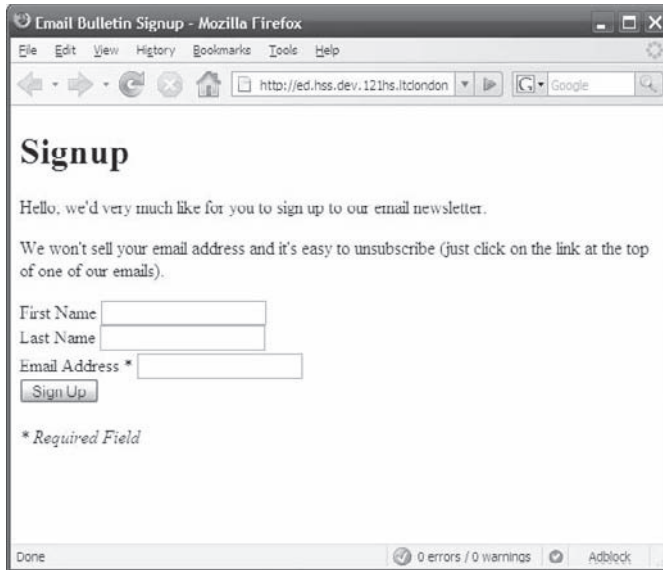 Email Bulletin Signup - Mozilla Firefox
File Edit View History Bookmarks Tools Help
http://ed.hss.dev.121hs.ltclondon
G Google
Signup
Hello, we'd very much like for you to sign up to our email newsletter.
We won't sell your email address and it's easy to unsubscribe (just click on the link at the top
of one of our emails).
First Name
Last Name
Email Address *
Sign Up
* Required Field
Done 0 errors / 0 warnings Adblock